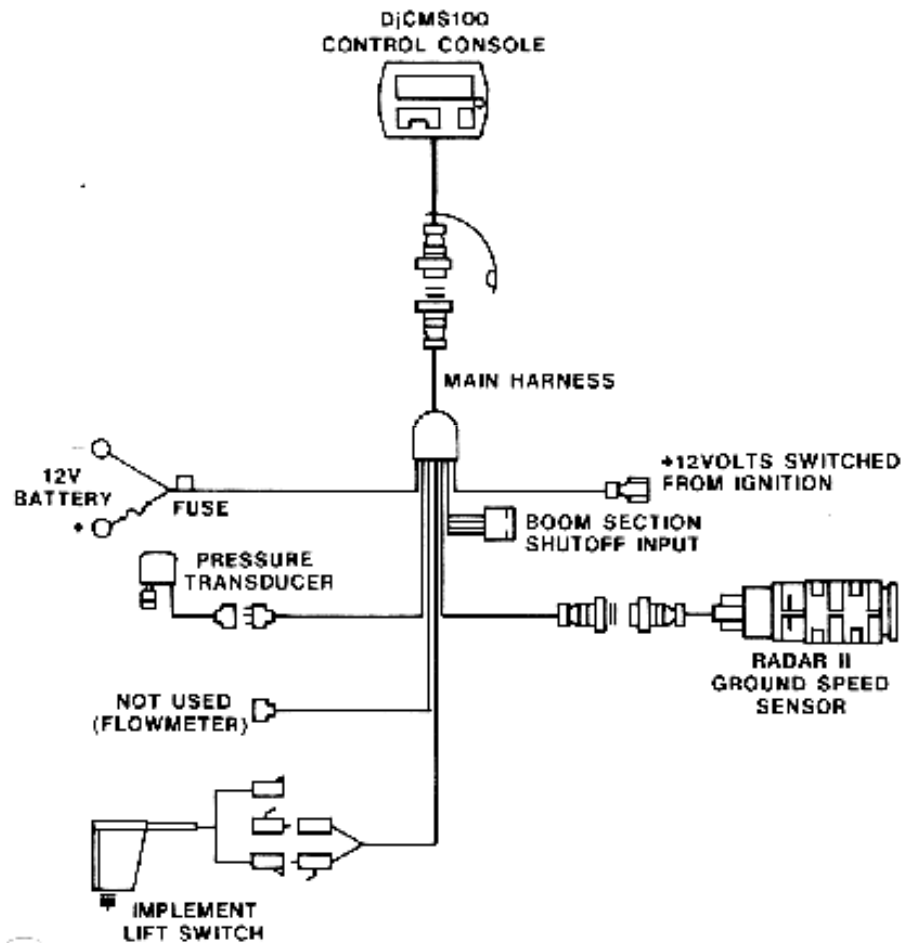 DjCMS100
CONTROL CONSOLE
MAIN HARNESS
12V
BATTERY
+
FUSE
+12VOLTS SWITCHED
FROM IGNITION
BOOM SECTION
SHUTOFF INPUT
PRESSURE
TRANSDUCER
RADAR II
GROUND SPEED
SENSOR
NOT USED
(FLOWMETER)
IMPLEMENT
LIFT SWITCH